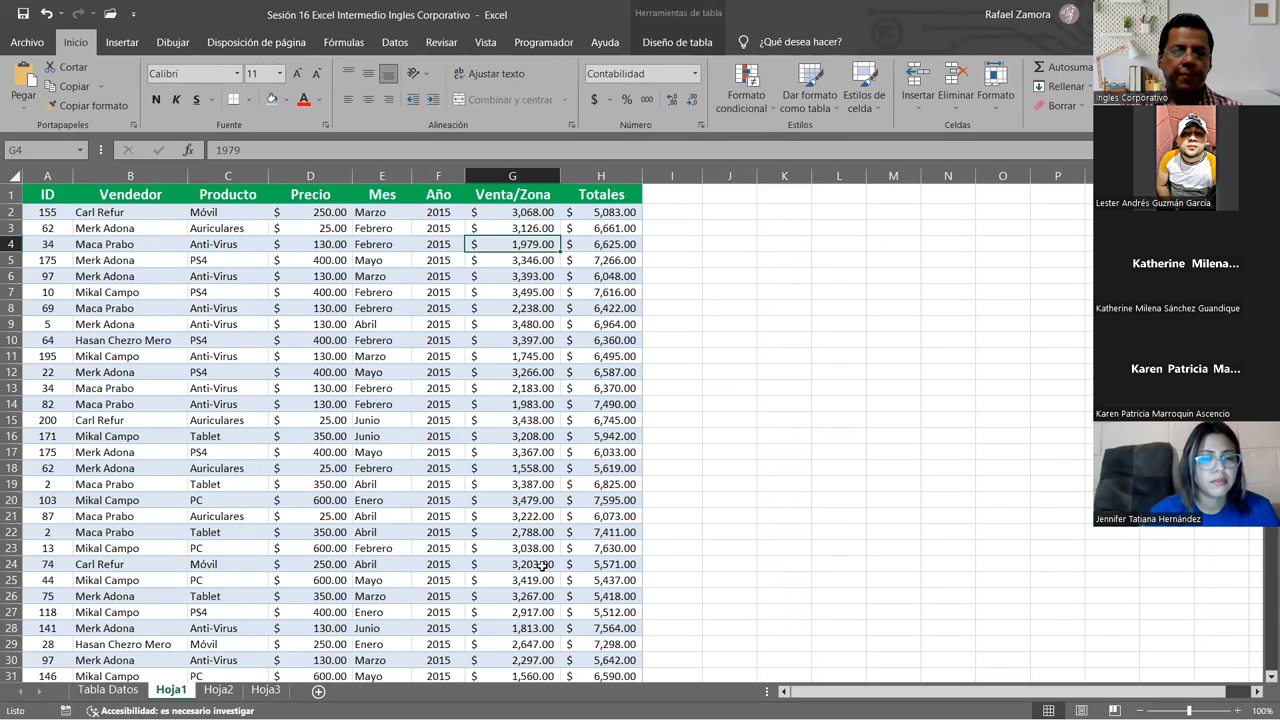 Sesión 16 Excel Intermedio Ingles Corporativo - Excel
Herramientas de tabla
Rafael Zamora
Archivo Inicio Insertar Dibujar Disposición de página Fórmulas Datos Revisar Vista Programador Ayuda Diseño de tabla ¿Qué desea hacer?
Pegar
Cortar
Copiar
Copiar formato
Portapapeles
Calibri 11
N K S
Fuente
Ajustar texto
Combinar y centrar
Alineación
Contabilidad
$ % 000
Número
Formato condicional
Dar formato como tabla
Estilos de celda
Estilos
Insertar Eliminar Formato
Celdas
Autosuma
Rellenar
Borrar
G4 fx 1979
A B C D E F G H I J K L M N O P
1 ID Vendedor Producto Precio Mes Año Venta/Zona Totales
2 155 Carl Refur Móvil $ 250.00 Marzo 2015 $ 3,068.00 $ 5,083.00
3 62 Merk Adona Auriculares $ 25.00 Febrero 2015 $ 3,126.00 $ 6,661.00
4 34 Maca Prabo Anti-Virus $ 130.00 Febrero 2015 $ 1,979.00 $ 6,625.00
5 175 Merk Adona PS4 $ 400.00 Mayo 2015 $ 3,346.00 $ 7,266.00
6 97 Merk Adona Anti-Virus $ 130.00 Marzo 2015 $ 3,393.00 $ 6,048.00
7 10 Mikal Campo PS4 $ 400.00 Febrero 2015 $ 3,495.00 $ 7,616.00
8 69 Maca Prabo Anti-Virus $ 130.00 Febrero 2015 $ 2,238.00 $ 6,422.00
9 5 Merk Adona Anti-Virus $ 130.00 Abril 2015 $ 3,480.00 $ 6,964.00
10 64 Hasan Chezro Mero PS4 $ 400.00 Febrero 2015 $ 3,397.00 $ 6,360.00
11 195 Mikal Campo Anti-Virus $ 130.00 Marzo 2015 $ 1,745.00 $ 6,495.00
12 22 Merk Adona PS4 $ 400.00 Mayo 2015 $ 3,266.00 $ 6,587.00
13 34 Maca Prabo Anti-Virus $ 130.00 Febrero 2015 $ 2,183.00 $ 6,370.00
14 82 Maca Prabo Anti-Virus $ 130.00 Febrero 2015 $ 1,983.00 $ 7,490.00
15 200 Carl Refur Auriculares $ 25.00 Junio 2015 $ 3,438.00 $ 6,745.00
16 171 Mikal Campo Tablet $ 350.00 Junio 2015 $ 3,208.00 $ 5,942.00
17 175 Merk Adona PS4 $ 400.00 Mayo 2015 $ 3,367.00 $ 6,033.00
18 62 Merk Adona Auriculares $ 25.00 Febrero 2015 $ 1,558.00 $ 5,619.00
19 2 Maca Prabo Tablet $ 350.00 Abril 2015 $ 3,387.00 $ 6,825.00
20 103 Mikal Campo PC $ 600.00 Enero 2015 $ 3,479.00 $ 7,595.00
21 87 Maca Prabo Auriculares $ 25.00 Abril 2015 $ 3,222.00 $ 6,073.00
22 2 Maca Prabo Tablet $ 350.00 Abril 2015 $ 2,788.00 $ 7,411.00
23 13 Mikal Campo PC $ 600.00 Febrero 2015 $ 3,038.00 $ 7,630.00
24 74 Carl Refur Móvil $ 250.00 Abril 2015 $ 3,203.00 $ 5,571.00
25 44 Mikal Campo PC $ 600.00 Mayo 2015 $ 3,419.00 $ 5,437.00
26 75 Merk Adona Tablet $ 350.00 Marzo 2015 $ 3,267.00 $ 5,418.00
27 118 Mikal Campo PS4 $ 400.00 Enero 2015 $ 2,917.00 $ 5,512.00
28 141 Merk Adona Anti-Virus $ 130.00 Junio 2015 $ 1,813.00 $ 7,564.00
29 28 Hasan Chezro Mero Móvil $ 250.00 Enero 2015 $ 2,647.00 $ 7,298.00
30 97 Merk Adona Anti-Virus $ 130.00 Marzo 2015 $ 2,297.00 $ 5,642.00
31 146 Mikal Campo PC $ 600.00 Mayo 2015 $ 1,560.00 $ 6,590.00
Tabla Datos Hoja1 Hoja2 Hoja3
Listo Accesibilidad: es necesario investigar 100%
Ingles Corporativo
Lester Andrés Guzmán García
Katherine Milena...
Katherine Milena Sánchez Guandique
Karen Patricia Ma...
Karen Patricia Marroquin Ascencio
Jennifer Tatiana Hernández